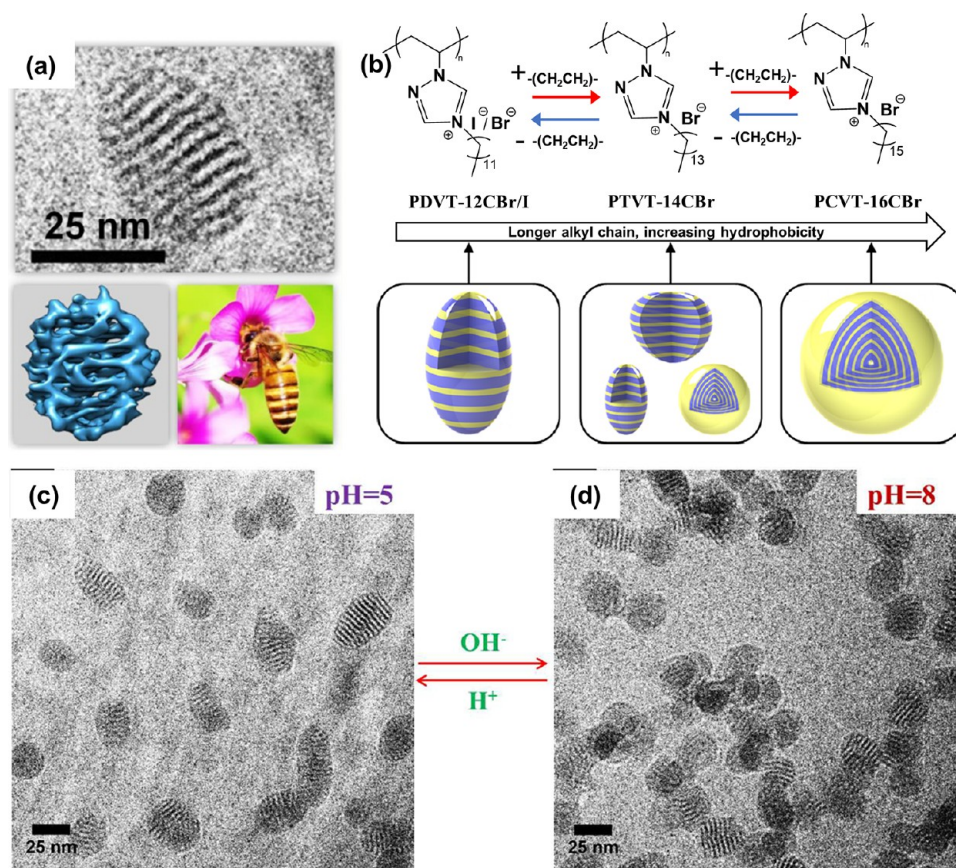 (a)
25 nm
(b)
n
n
n
N
N
N
N
N
N
N
N
N
I⁻/Br⁻
Br⁻
Br⁻
⊕
⊕
⊕
11
13
15
+ -(CH₂CH₂)-
- -(CH₂CH₂)-
+ -(CH₂CH₂)-
- -(CH₂CH₂)-
PDVT-12CBr/I PTVT-14CBr PCVT-16CBr
Longer alkyl chain, increasing hydrophobicity
(c)
pH=5
25 nm
OH⁻
H⁺
(d)
pH=8
25 nm